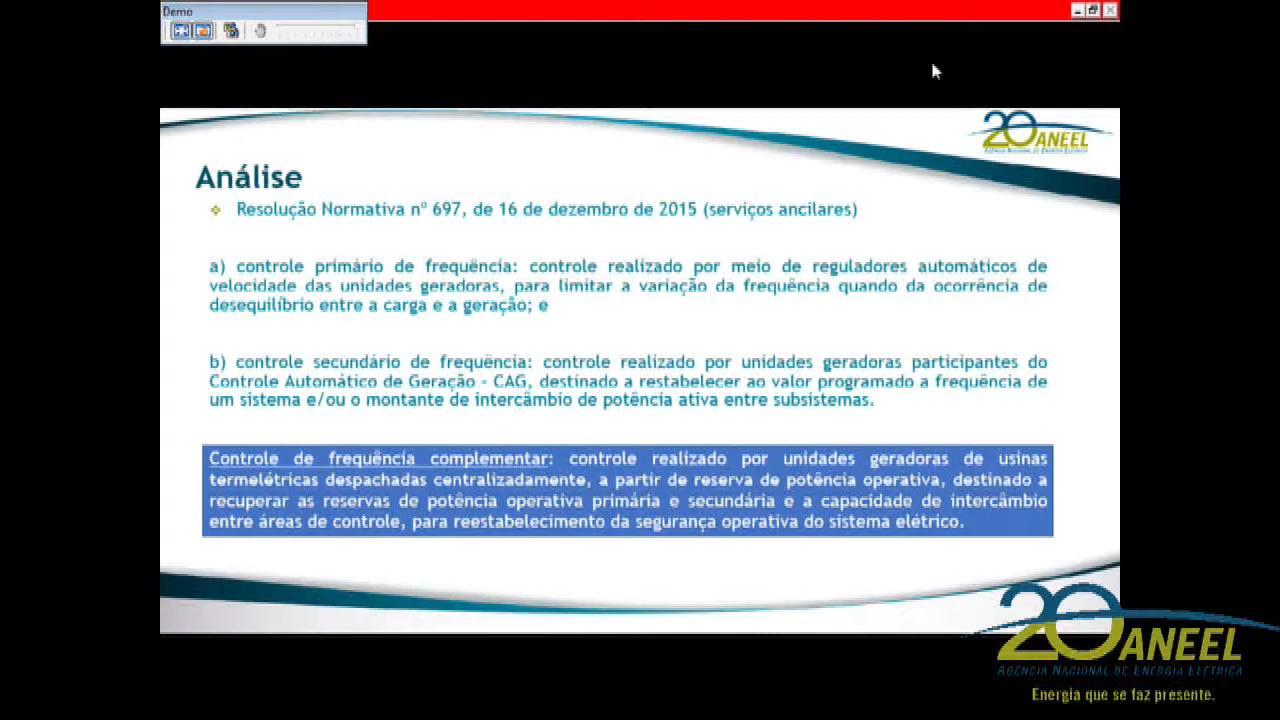 Demo
20 ANEEL
AGÊNCIA NACIONAL DE ENERGIA ELÉTRICA
Análise
Resolução Normativa nº 697, de 16 de dezembro de 2015 (serviços ancilares)
a) controle primário de frequência: controle realizado por meio de reguladores automáticos de
velocidade das unidades geradoras, para limitar a variação da frequência quando da ocorrência de
desequilíbrio entre a carga e a geração; e
b) controle secundário de frequência: controle realizado por unidades geradoras participantes do
Controle Automático de Geração - CAG, destinado a restabelecer ao valor programado a frequência de
um sistema e/ou o montante de intercâmbio de potência ativa entre subsistemas.
Controle de frequência complementar: controle realizado por unidades geradoras de usinas
termelétricas despachadas centralizadamente, a partir de reserva de potência operativa, destinado a
recuperar as reservas de potência operativa primária e secundária e a capacidade de intercâmbio
entre áreas de controle, para reestabelecimento da segurança operativa do sistema elétrico.
20 ANEEL
AGÊNCIA NACIONAL DE ENERGIA ELÉTRICA
Energia que se faz presente.